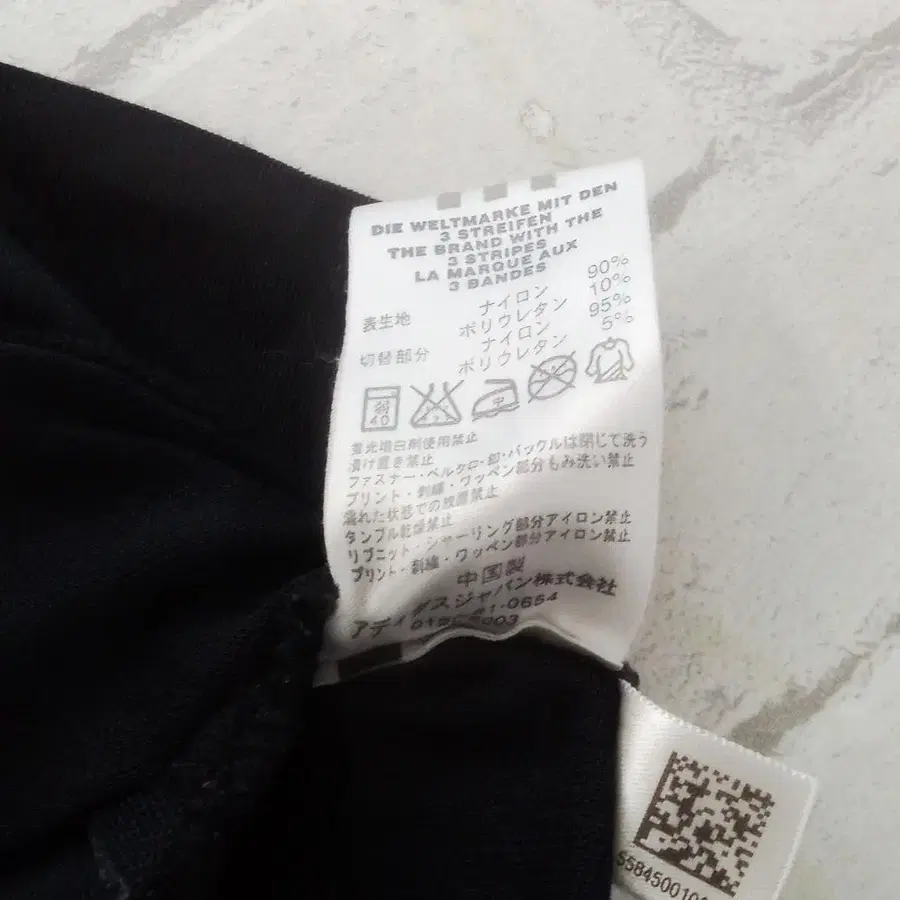 DIE WELTMARKE MIT DEN
3 STREIFEN
THE BRAND WITH THE
3 STRIPES
LA MARQUE AUX
3 BANDES
表生地 ナイロン 90%
ポリウレタン 10%
切替部分 ナイロン 95%
ポリウレタン 5%
弱
40
中
蛍光増白剤使用禁止
漬け置き禁止
ファスナー・ベルクロ・釦・バックルは閉じて洗う
プリント・刺繍・ワッペン部分もみ洗い禁止
濡れた状態での放置禁止
タンブル乾燥禁止
リブニット・シャーリング部分アイロン禁止
プリント・刺繍・ワッペン部分アイロン禁止
中国製
アディダスジャパン株式会社